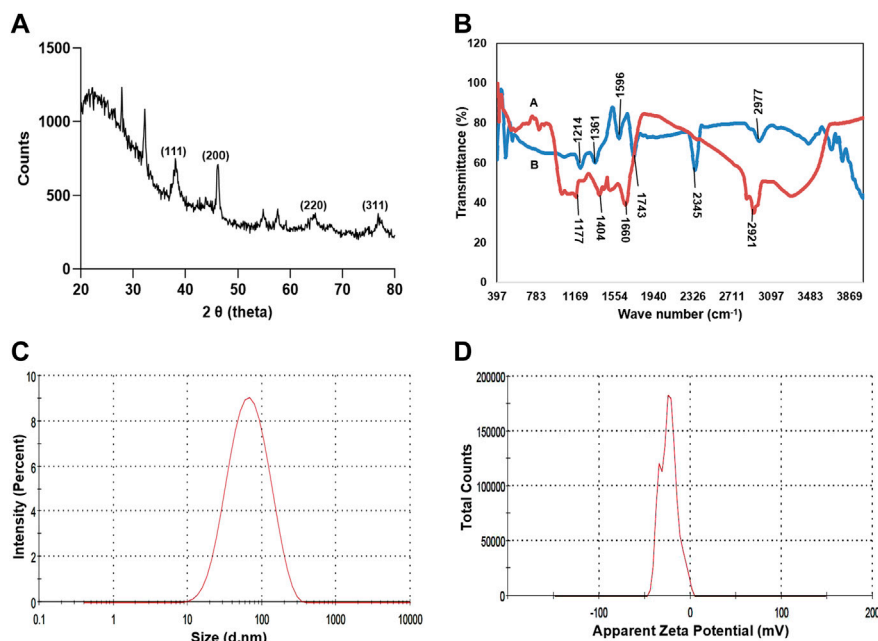 A
1500
1000
500
0
Counts
(111)
(200)
(220)
(311)
20 30 40 50 60 70 80
2 θ (theta)
B
120
100
80
60
40
20
0
Transmittance (%)
A
B
1214
1361
1596
2977
1177
1404
1660
1743
2345
2921
397 783 1169 1554 1940 2326 2711 3097 3483 3869
Wave number (cm-1)
C
10
8
6
4
2
0
Intensity (Percent)
0.1 1 10 100 1000 10000
Size (d.nm)
D
200000
150000
100000
50000
0
Total Counts
-100 0 100 200
Apparent Zeta Potential (mV)